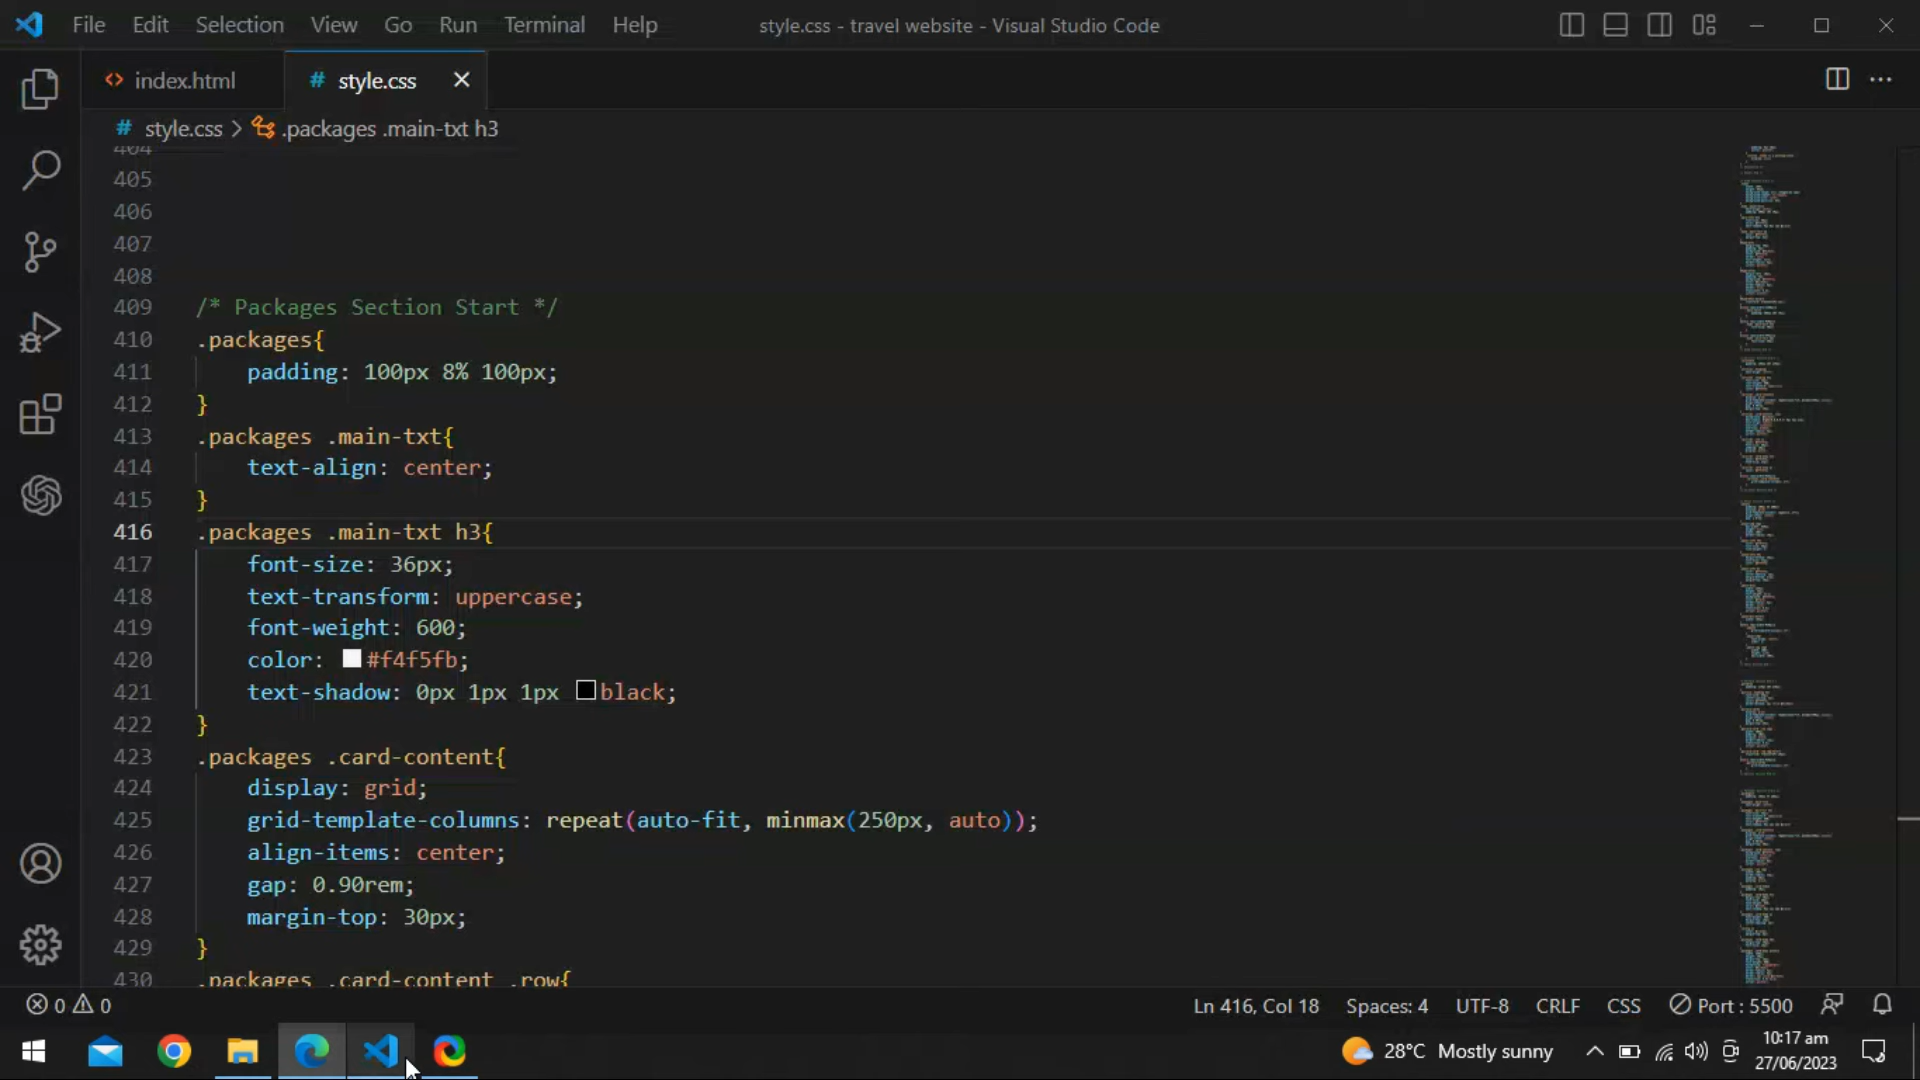 File Edit Selection View Go Run Terminal Help style.css - travel website - Visual Studio Code
<> index.html # style.css
# style.css > .packages .main-txt h3
404
405
406
407
408
409 /* Packages Section Start */
410 .packages{
411 padding: 100px 8% 100px;
412 }
413 .packages .main-txt{
414 text-align: center;
415 }
416 .packages .main-txt h3{
417 font-size: 36px;
418 text-transform: uppercase;
419 font-weight: 600;
420 color: #f4f5fb;
421 text-shadow: 0px 1px 1px black;
422 }
423 .packages .card-content{
424 display: grid;
425 grid-template-columns: repeat(auto-fit, minmax(250px, auto));
426 align-items: center;
427 gap: 0.90rem;
428 margin-top: 30px;
429 }
430 .packages .card-content .row{
0 0 Ln 416, Col 18 Spaces: 4 UTF-8 CRLF CSS Port : 5500
28°C Mostly sunny 10:17 am
27/06/2023